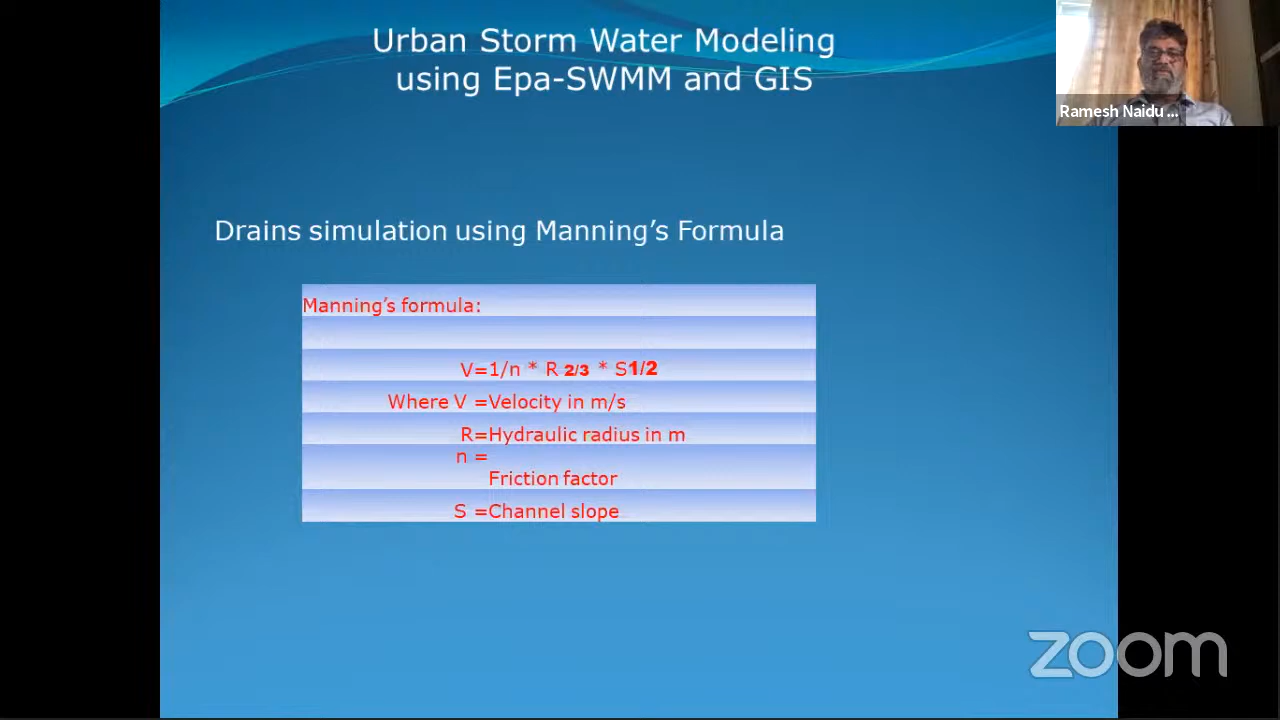 Urban Storm Water Modeling
using Epa-SWMM and GIS
Ramesh Naidu ...
Drains simulation using Manning's Formula
Manning's formula:
V=1/n * R 2/3 * S1/2
Where V =Velocity in m/s
R=Hydraulic radius in m
n =
Friction factor
S =Channel slope
zoom